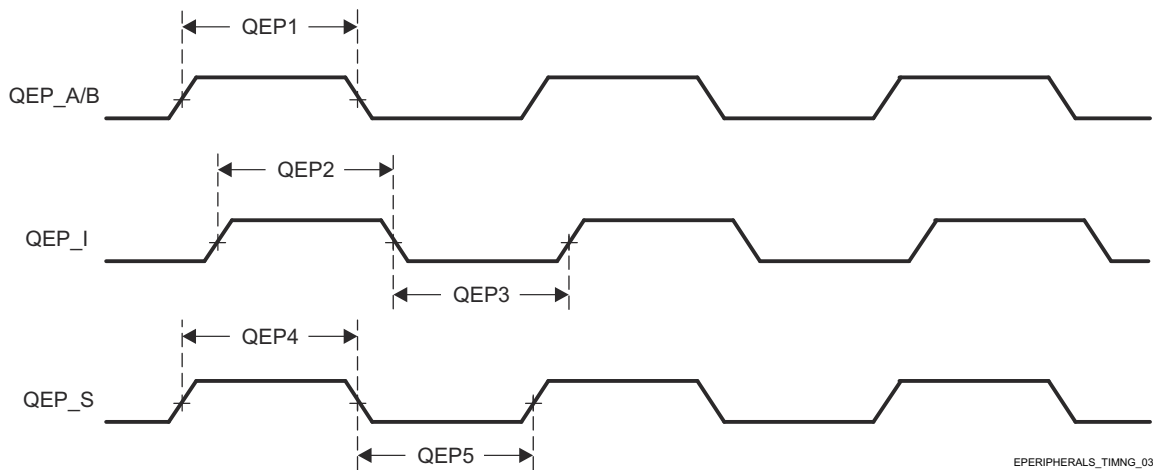 QEP1
QEP_A/B
QEP2
QEP_I
QEP3
QEP4
QEP_S
QEP5
EPERIPHERALS_TIMNG_03